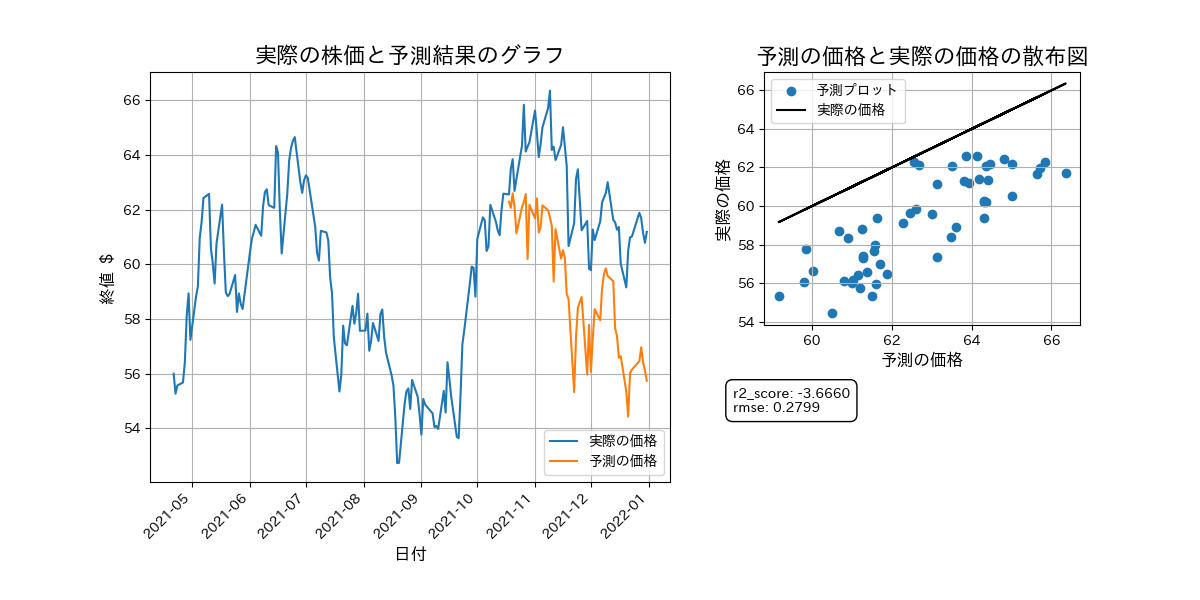 実際の株価と予測結果のグラフ
終値 $
66
64
62
60
58
56
54
2021-05
2021-06
2021-07
2021-08
2021-09
2021-10
2021-11
2021-12
2022-01
日付
実際の価格
予測の価格
予測の価格と実際の価格の散布図
実際の価格
66
64
62
60
58
56
54
60
62
64
66
予測の価格
予測プロット
実際の価格
r2_score: -3.6660
rmse: 0.2799